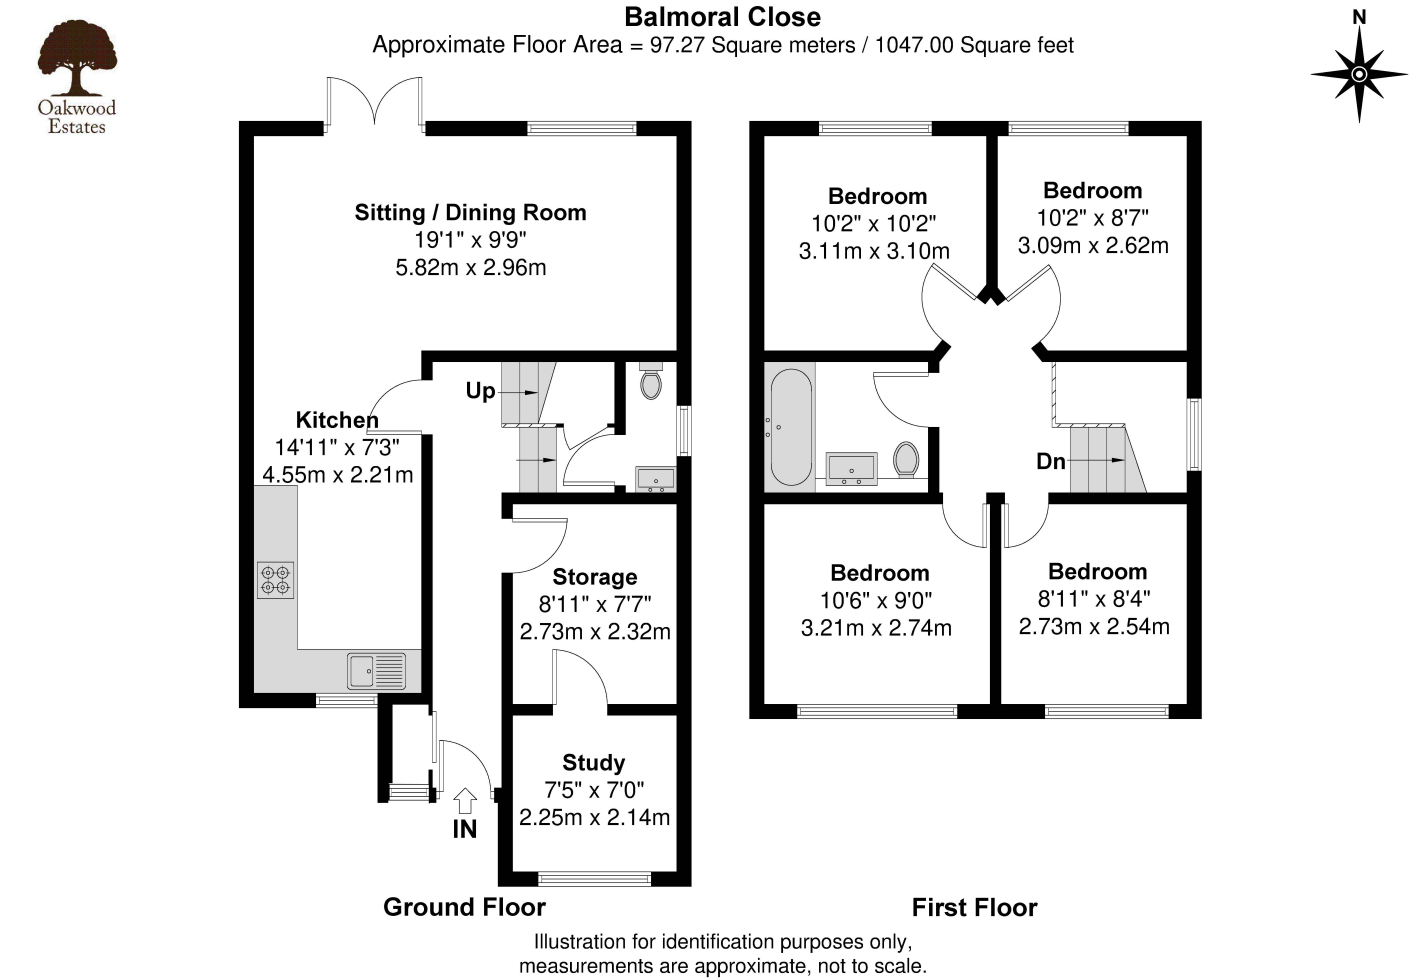 Balmoral Close
Approximate Floor Area = 97.27 Square meters / 1047.00 Square feet
N
Oakwood
Estates
Sitting / Dining Room
19'1" x 9'9"
5.82m x 2.96m
Up
Kitchen
14'11" x 7'3"
4.55m x 2.21m
Storage
8'11" x 7'7"
2.73m x 2.32m
Study
7'5" x 7'0"
2.25m x 2.14m
IN
Ground Floor
Bedroom
10'2" x 10'2"
3.11m x 3.10m
Bedroom
10'2" x 8'7"
3.09m x 2.62m
Dn
Bedroom
10'6" x 9'0"
3.21m x 2.74m
Bedroom
8'11" x 8'4"
2.73m x 2.54m
First Floor
Illustration for identification purposes only,
measurements are approximate, not to scale.